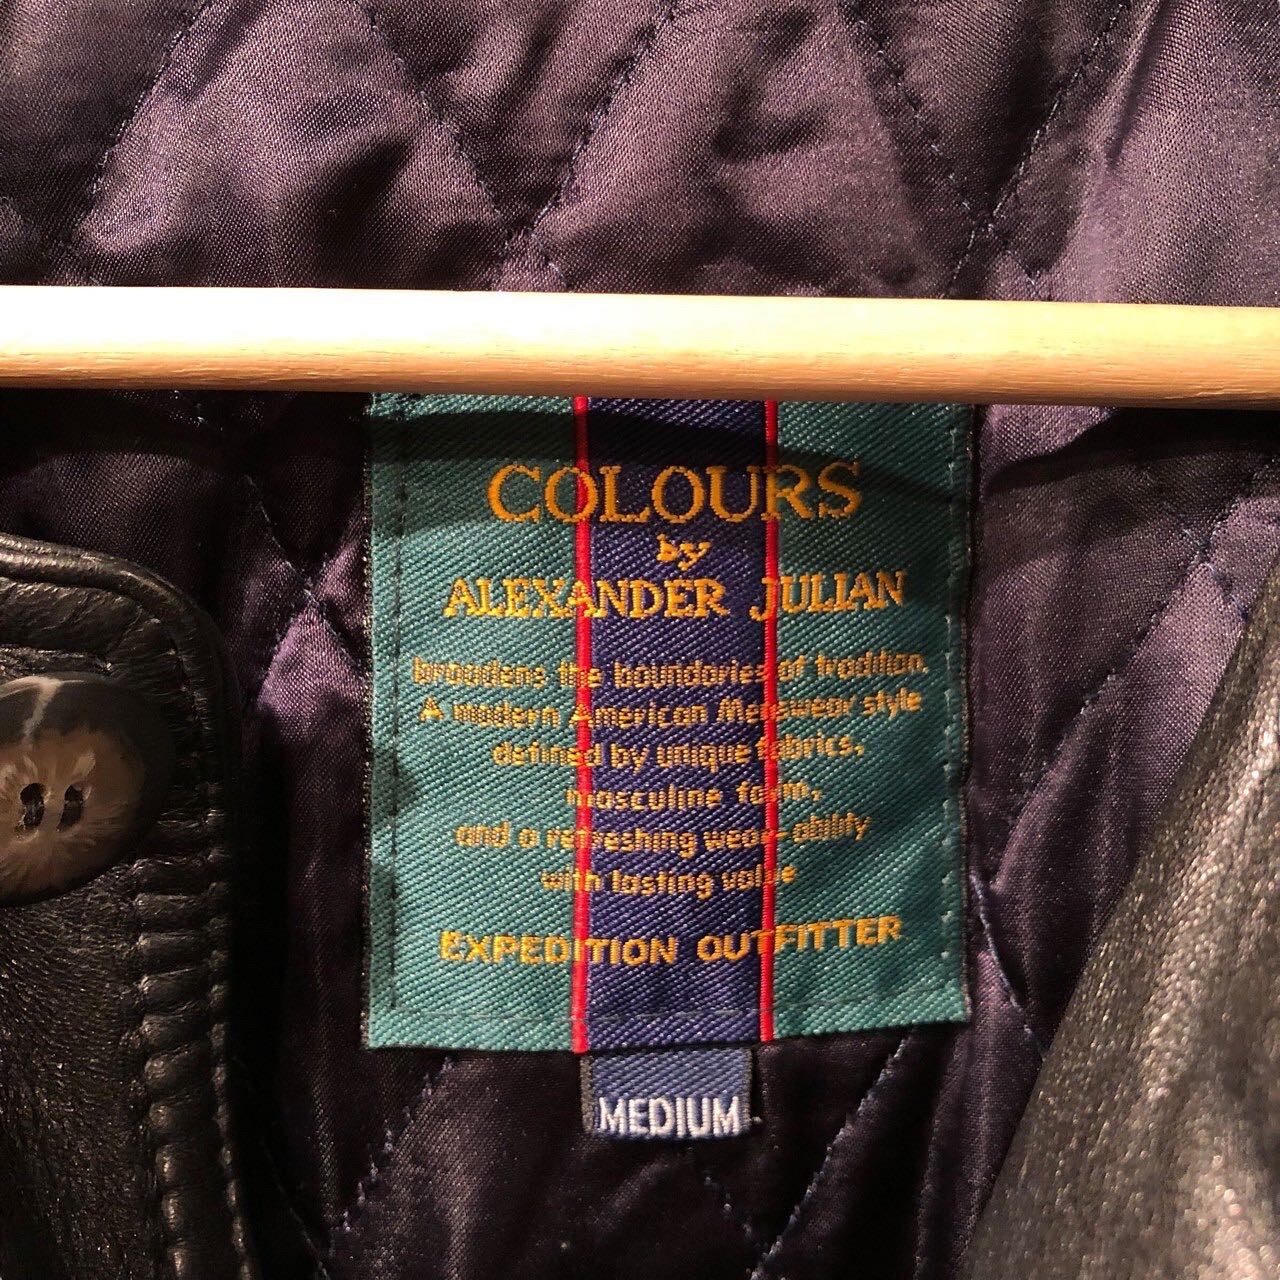 COLOURS
by
ALEXANDER JULIAN
broadens the boundaries of tradition.
A modern American Menswear style
defined by unique fabrics,
masculine form,
and a refreshing wear-ability
with lasting value
EXPEDITION OUTFITTER
MEDIUM